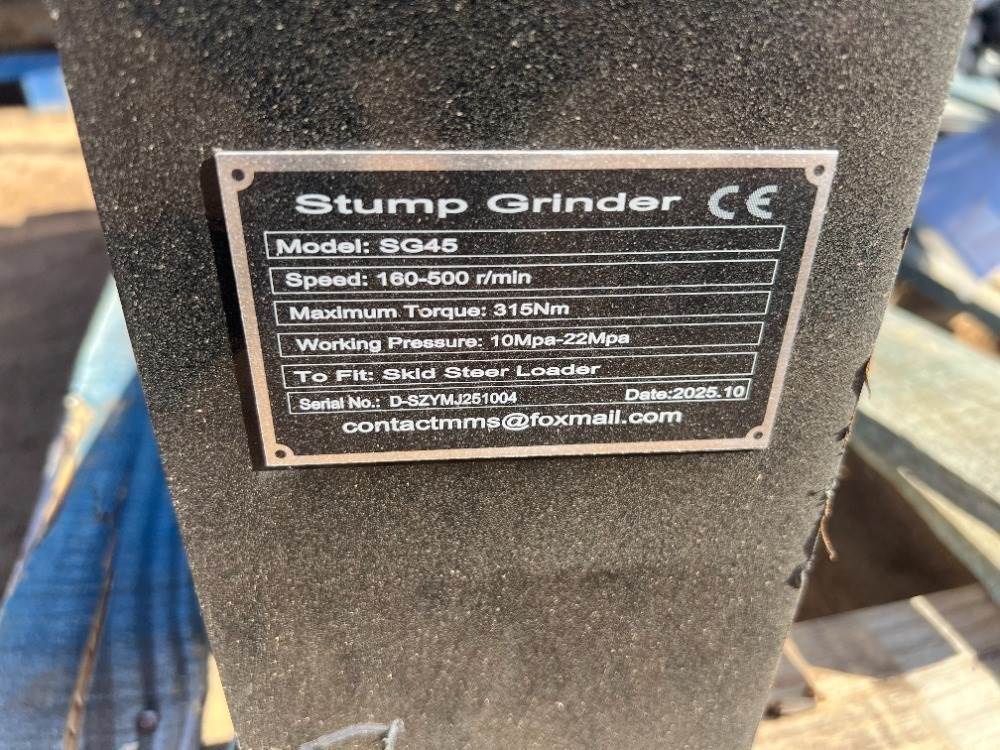 Stump Grinder CE
Model: SG45
Speed: 160-500 r/min
Maximum Torque: 315Nm
Working Pressure: 10Mpa-22Mpa
To Fit: Skid Steer Loader
Serial No.: D-SZYMJ251004 Date:2025.10
contactmms@foxmail.com